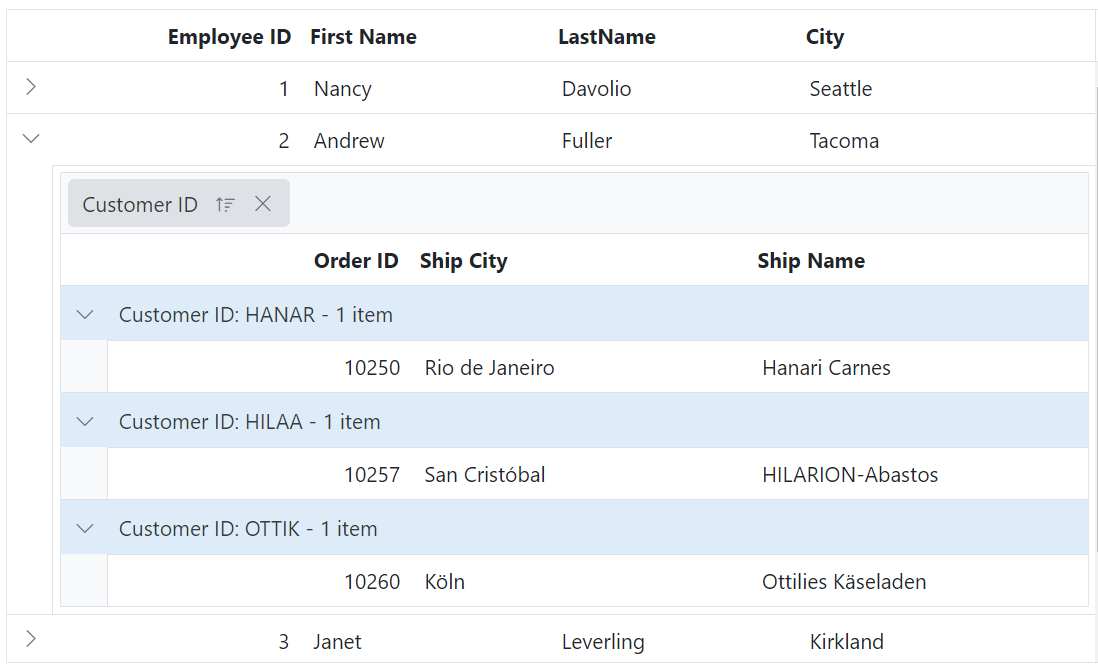 Employee ID First Name LastName City
1 Nancy Davolio Seattle
2 Andrew Fuller Tacoma
Customer ID
Order ID Ship City Ship Name
Customer ID: HANAR - 1 item
10250 Rio de Janeiro Hanari Carnes
Customer ID: HILAA - 1 item
10257 San Cristóbal HILARION-Abastos
Customer ID: OTTIK - 1 item
10260 Köln Ottilies Käseladen
3 Janet Leverling Kirkland